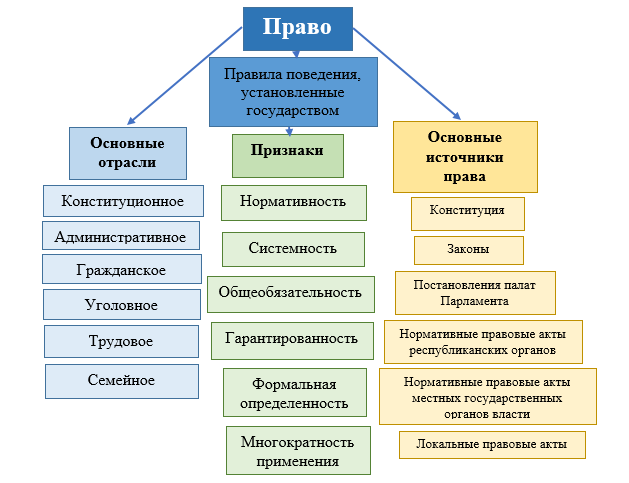 Право
Правила поведения,
установленные
государством
Основные
отрасли
Конституционное
Административное
Гражданское
Уголовное
Трудовое
Семейное
Признаки
Нормативность
Системность
Общеобязательность
Гарантированность
Формальная
определенность
Многократность
применения
Основные
источники
права
Конституция
Законы
Постановления палат
Парламента
Нормативные правовые акты
республиканских органов
Нормативные правовые акты
местных государственных
органов власти
Локальные правовые акты